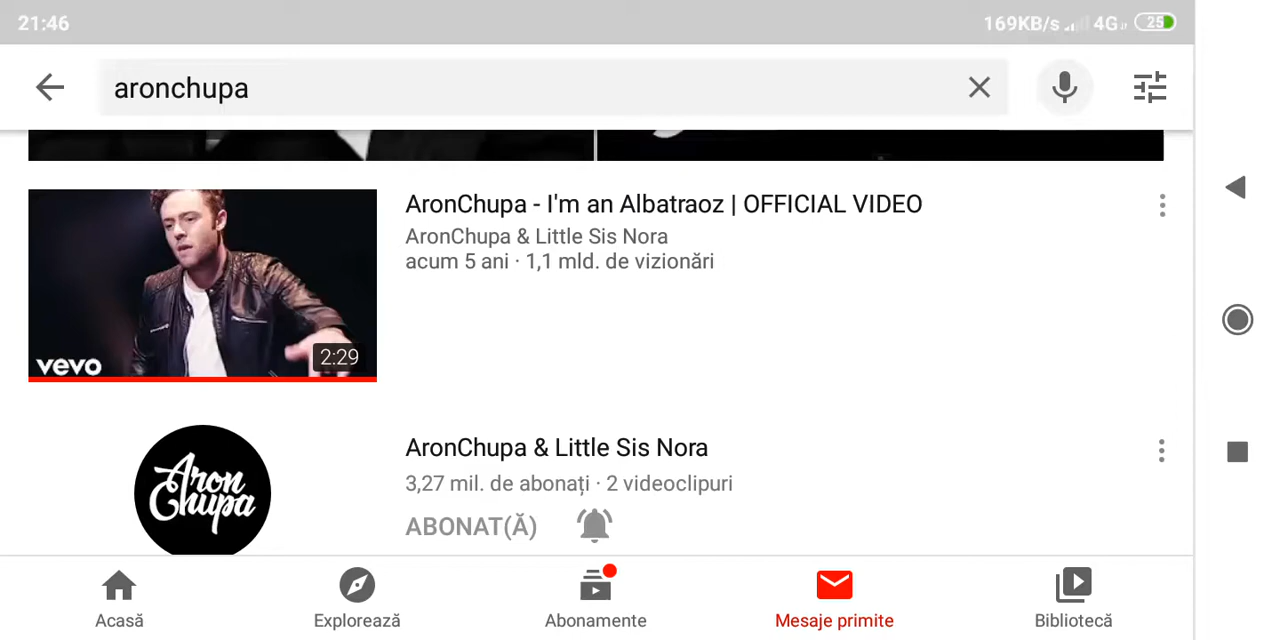 21:46
169KB/s 4G 25
aronchupa
AronChupa - I'm an Albatraoz | OFFICIAL VIDEO
AronChupa & Little Sis Nora
acum 5 ani · 1,1 mld. de vizionări
vevo
2:29
Aron Chupa
AronChupa & Little Sis Nora
3,27 mil. de abonați · 2 videoclipuri
ABONAT(Ă)
Acasă
Explorează
Abonamente
Mesaje primite
Bibliotecă